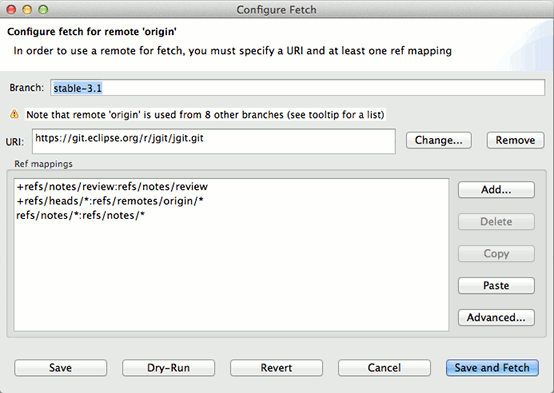 Configure Fetch
Configure fetch for remote 'origin'
In order to use a remote for fetch, you must specify a URI and at least one ref mapping
Branch: stable-3.1
Note that remote 'origin' is used from 8 other branches (see tooltip for a list)
URI: https://git.eclipse.org/r/jgit/jgit.git Change... Remove
Ref mappings
+refs/notes/review:refs/notes/review
+refs/heads/*:refs/remotes/origin/*
refs/notes/*:refs/notes/*
Add...
Delete
Copy
Paste
Advanced...
Save Dry-Run Revert Cancel Save and Fetch